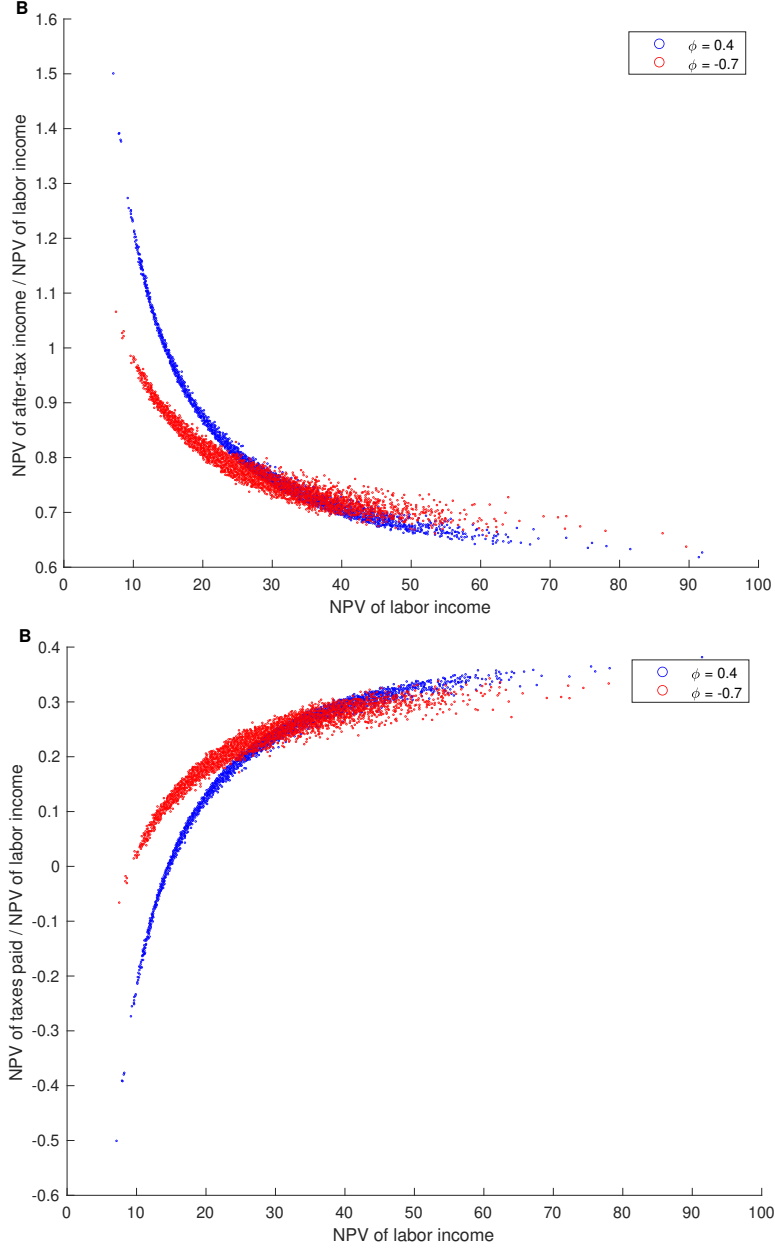 B
1.6
1.5
1.4
1.3
1.2
1.1
1
0.9
0.8
0.7
0.6
NPV of after-tax income / NPV of labor income
ϕ = 0.4
ϕ = -0.7
0 10 20 30 40 50 60 70 80 90 100
NPV of labor income
B
0.4
0.3
0.2
0.1
0
-0.1
-0.2
-0.3
-0.4
-0.5
-0.6
NPV of taxes paid / NPV of labor income
ϕ = 0.4
ϕ = -0.7
0 10 20 30 40 50 60 70 80 90 100
NPV of labor income